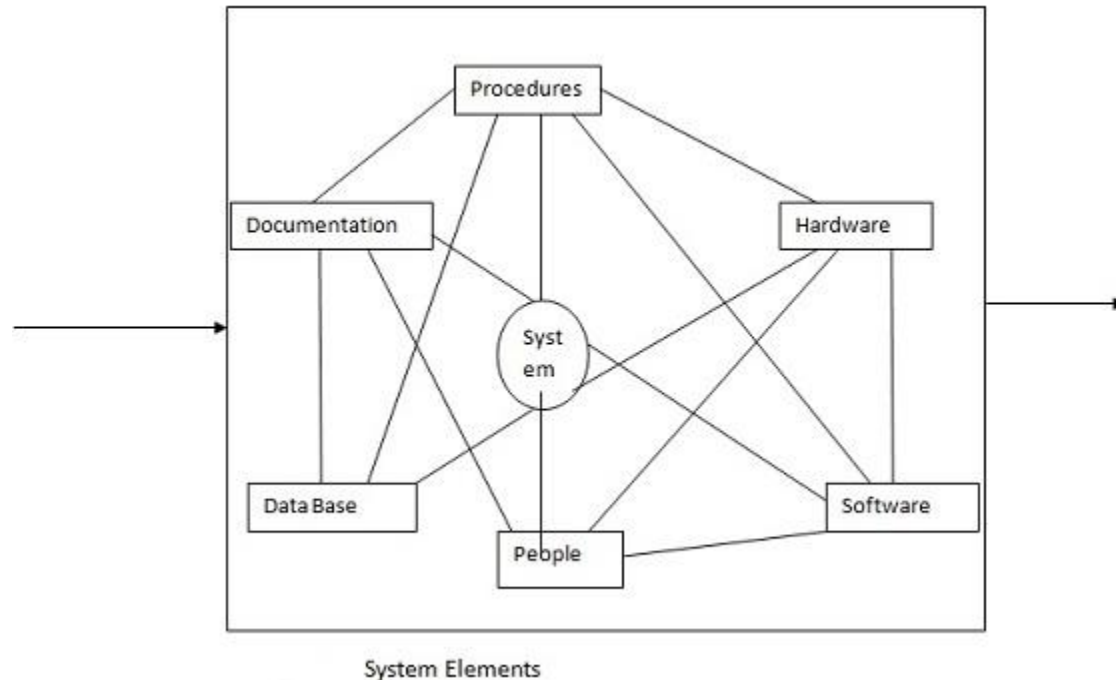 Procedures
Documentation
Hardware
Syst
em
Data Base
Software
People
System Elements